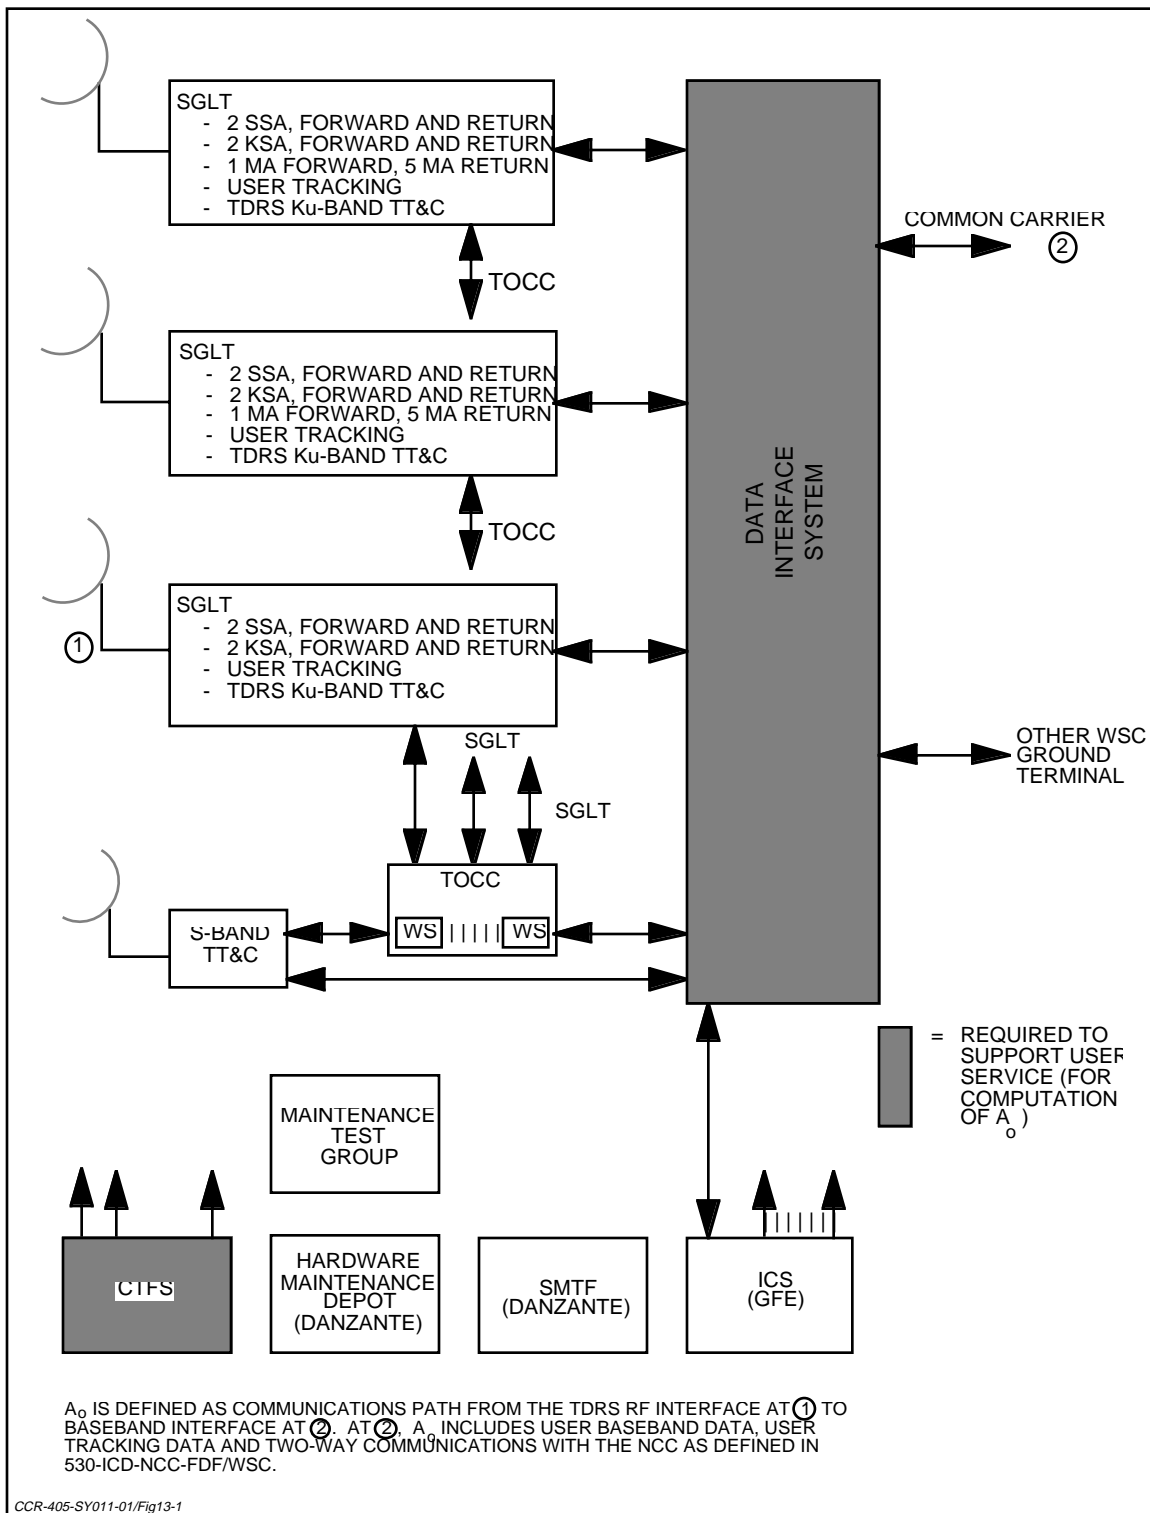 SGLT
- 2 SSA, FORWARD AND RETURN
- 2 KSA, FORWARD AND RETURN
- 1 MA FORWARD, 5 MA RETURN
- USER TRACKING
- TDRS Ku-BAND TT&C
COMMON CARRIER
2
TOCC
SGLT
- 2 SSA, FORWARD AND RETURN
- 2 KSA, FORWARD AND RETURN
- 1 MA FORWARD, 5 MA RETURN
- USER TRACKING
- TDRS Ku-BAND TT&C
DATA
INTERFACE
SYSTEM
TOCC
SGLT
- 2 SSA, FORWARD AND RETURN
- 2 KSA, FORWARD AND RETURN
- USER TRACKING
- TDRS Ku-BAND TT&C
1
SGLT
SGLT
OTHER WSC
GROUND
TERMINAL
TOCC
WS | | | | | WS
S-BAND
TT&C
= REQUIRED TO
SUPPORT USER
SERVICE (FOR
COMPUTATION
OF Ao )
MAINTENANCE
TEST
GROUP
CTFS
HARDWARE
MAINTENANCE
DEPOT
(DANZANTE)
SMTF
(DANZANTE)
ICS
(GFE)
Ao IS DEFINED AS COMMUNICATIONS PATH FROM THE TDRS RF INTERFACE AT 1 TO
BASEBAND INTERFACE AT 2. AT 2, Ao INCLUDES USER BASEBAND DATA, USER
TRACKING DATA AND TWO-WAY COMMUNICATIONS WITH THE NCC AS DEFINED IN
530-ICD-NCC-FDF/WSC.
CCR-405-SY011-01/Fig13-1